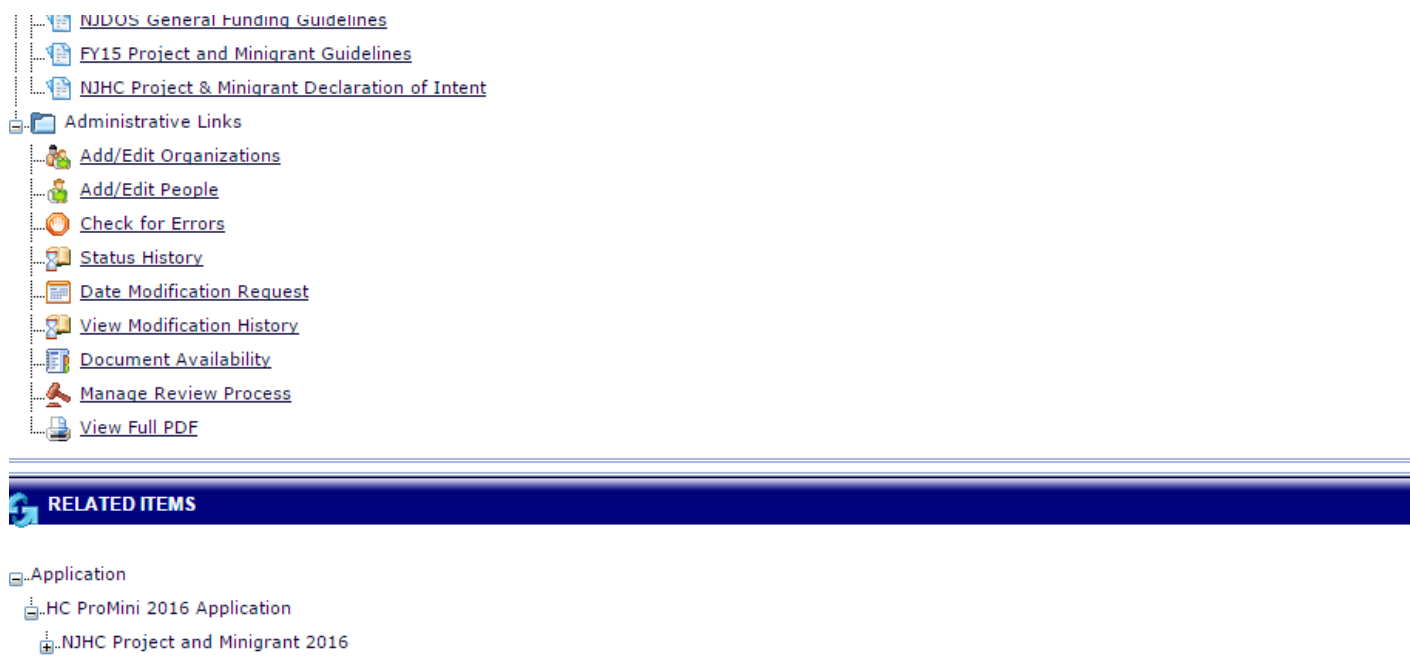 NJDOS General Funding Guidelines
FY15 Project and Minigrant Guidelines
NJHC Project & Minigrant Declaration of Intent
Administrative Links
Add/Edit Organizations
Add/Edit People
Check for Errors
Status History
Date Modification Request
View Modification History
Document Availability
Manage Review Process
View Full PDF
RELATED ITEMS
Application
HC ProMini 2016 Application
NJHC Project and Minigrant 2016